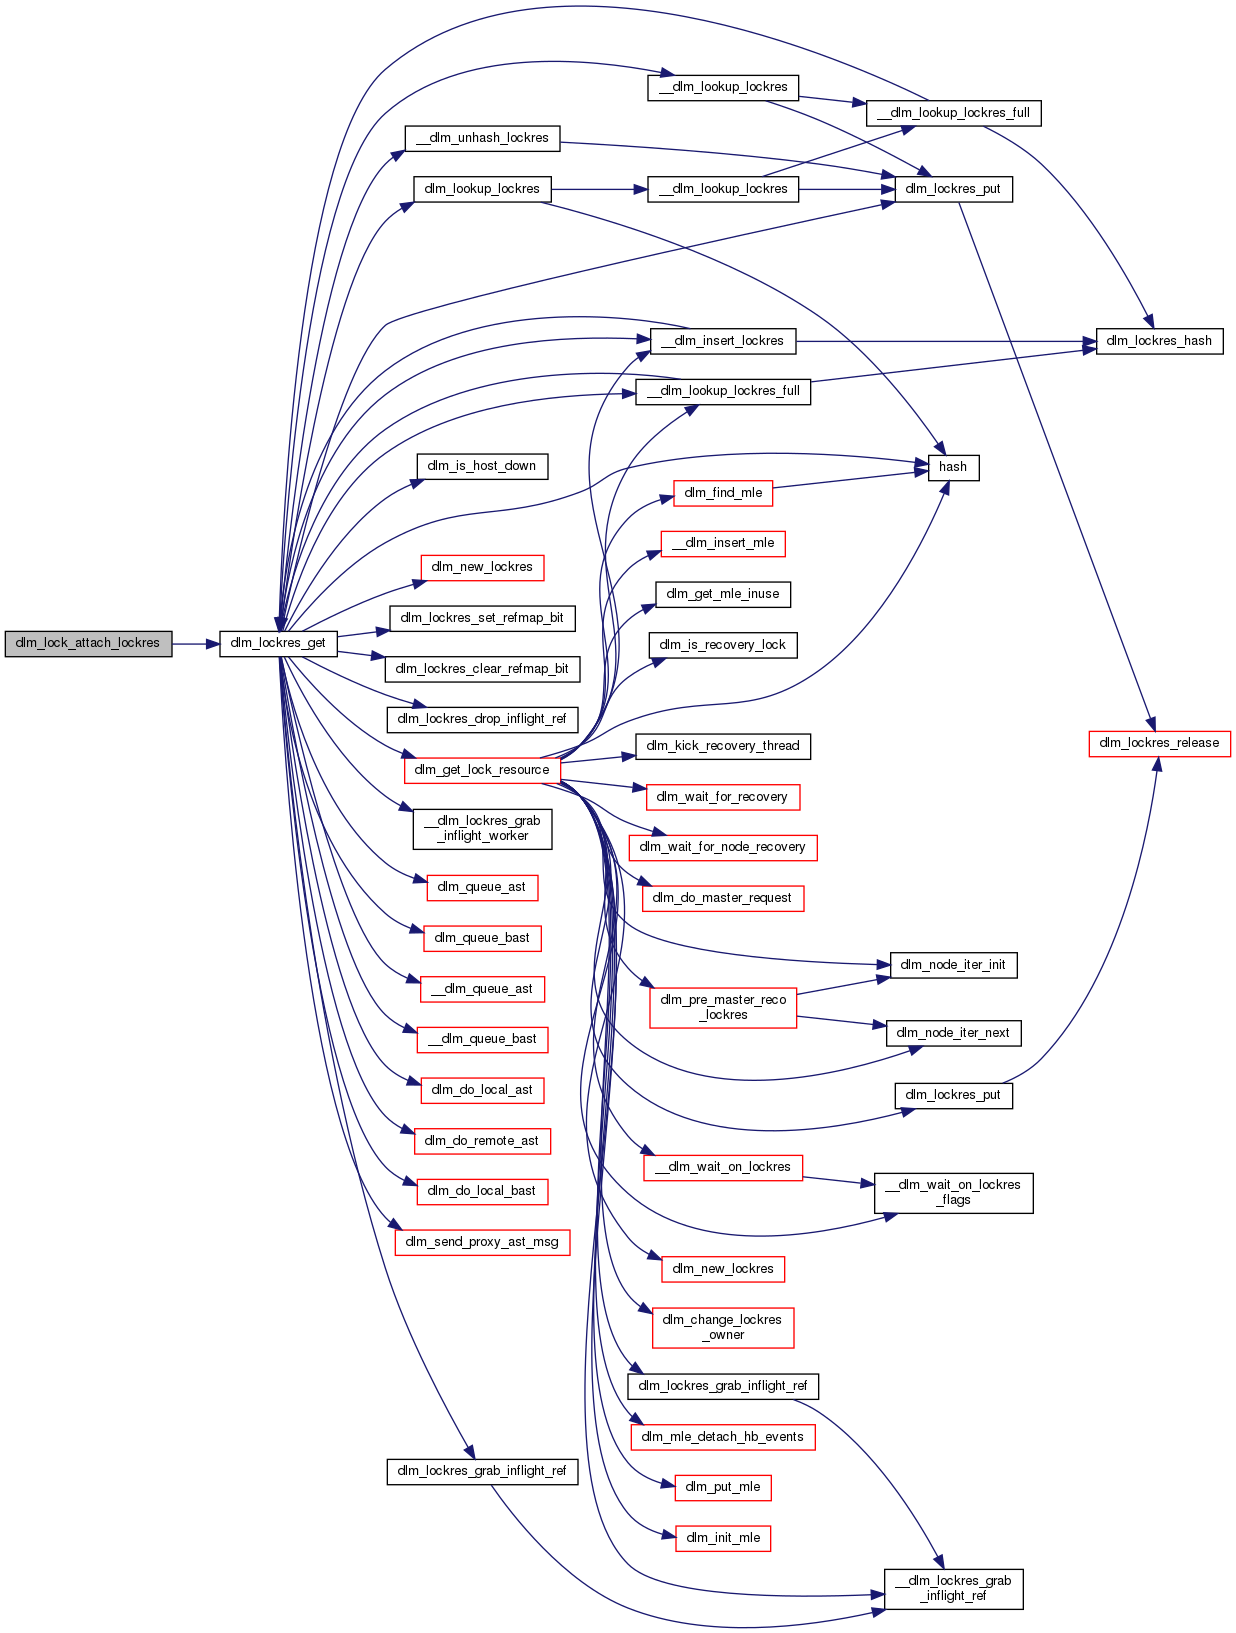 dlm_lock_attach_lockres
dlm_lockres_get
__dlm_unhash_lockres
dlm_lookup_lockres
dlm_is_host_down
dlm_new_lockres
dlm_lockres_set_refmap_bit
dlm_lockres_clear_refmap_bit
dlm_lockres_drop_inflight_ref
dlm_get_lock_resource
__dlm_lockres_grab
_inflight_worker
dlm_queue_ast
dlm_queue_bast
__dlm_queue_ast
__dlm_queue_bast
dlm_do_local_ast
dlm_do_remote_ast
dlm_do_local_bast
dlm_send_proxy_ast_msg
dlm_lockres_grab_inflight_ref
__dlm_lookup_lockres
__dlm_lookup_lockres
__dlm_insert_lockres
__dlm_lookup_lockres_full
dlm_find_mle
__dlm_insert_mle
dlm_get_mle_inuse
dlm_is_recovery_lock
dlm_kick_recovery_thread
dlm_wait_for_recovery
dlm_wait_for_node_recovery
dlm_do_master_request
dlm_pre_master_reco
_lockres
__dlm_wait_on_lockres
dlm_new_lockres
dlm_change_lockres
_owner
dlm_lockres_grab_inflight_ref
dlm_mle_detach_hb_events
dlm_put_mle
dlm_init_mle
__dlm_lookup_lockres_full
dlm_lockres_put
hash
dlm_node_iter_init
dlm_node_iter_next
dlm_lockres_put
__dlm_wait_on_lockres
_flags
__dlm_lockres_grab
_inflight_ref
dlm_lockres_hash
dlm_lockres_release